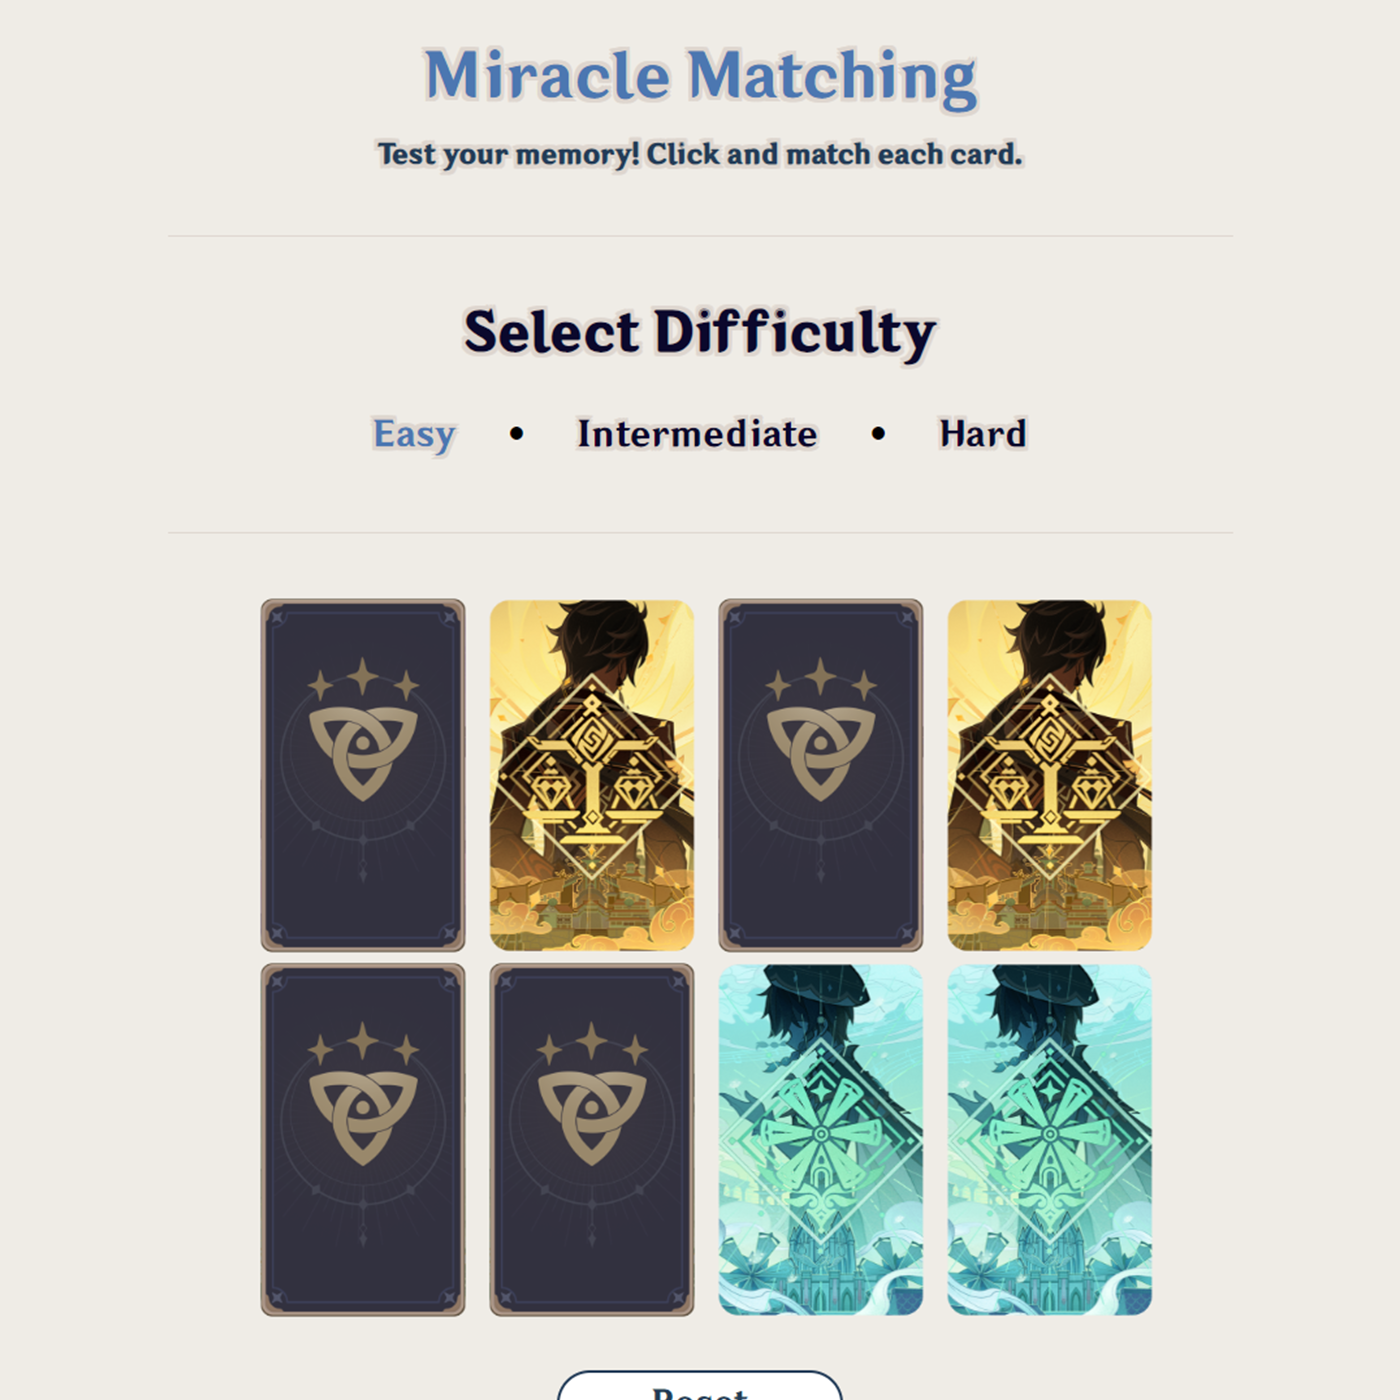 Miracle Matching
Test your memory! Click and match each card.
Select Difficulty
Easy • Intermediate • Hard
Reset